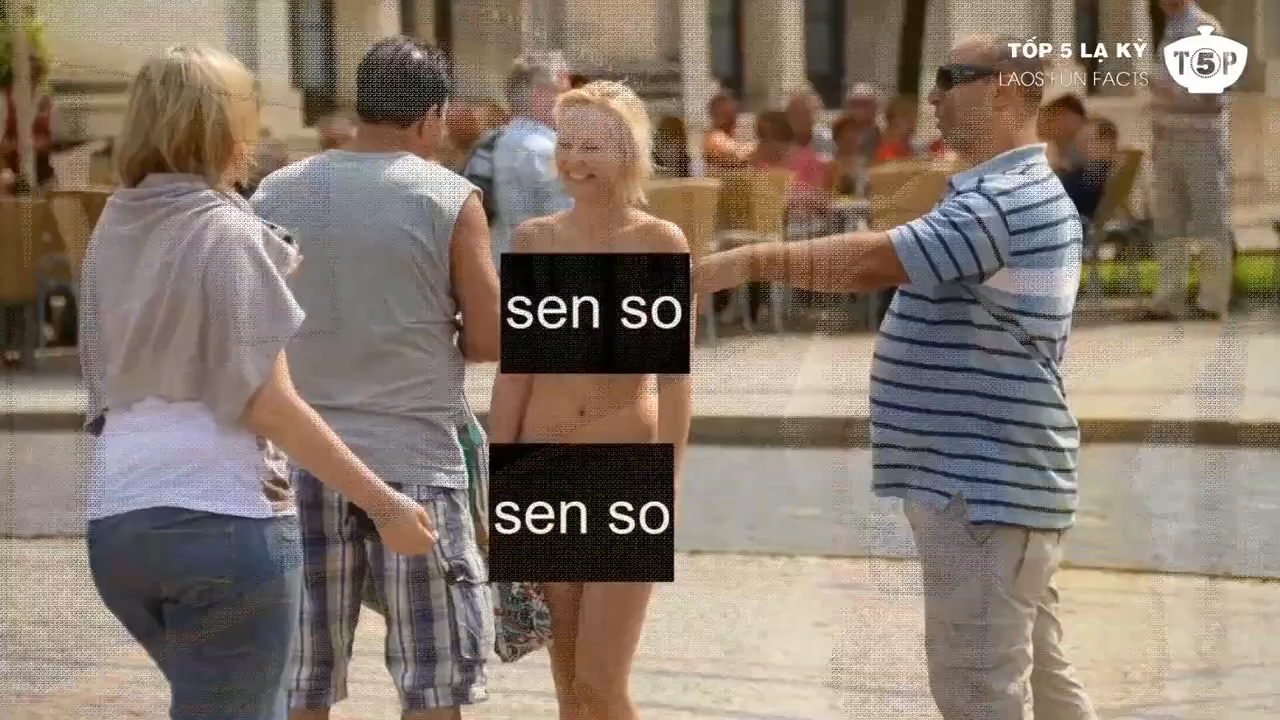 TỐP 5 LẠ KỲ
LAOS FUN FACTS
T5P
sen so
sen so